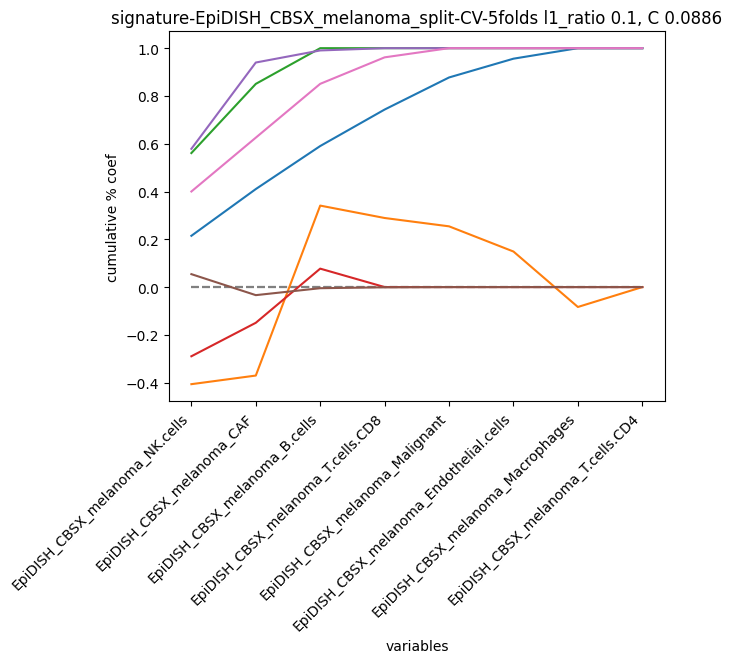 signature-EpiDISH_CBSX_melanoma_split-CV-5folds l1_ratio 0.1, C 0.0886
cumulative % coef
1.0
0.8
0.6
0.4
0.2
0.0
−0.2
−0.4
EpiDISH_CBSX_melanoma_NK.cells
EpiDISH_CBSX_melanoma_CAF
EpiDISH_CBSX_melanoma_B.cells
EpiDISH_CBSX_melanoma_T.cells.CD8
EpiDISH_CBSX_melanoma_Malignant
EpiDISH_CBSX_melanoma_Endothelial.cells
EpiDISH_CBSX_melanoma_Macrophages
EpiDISH_CBSX_melanoma_T.cells.CD4
variables